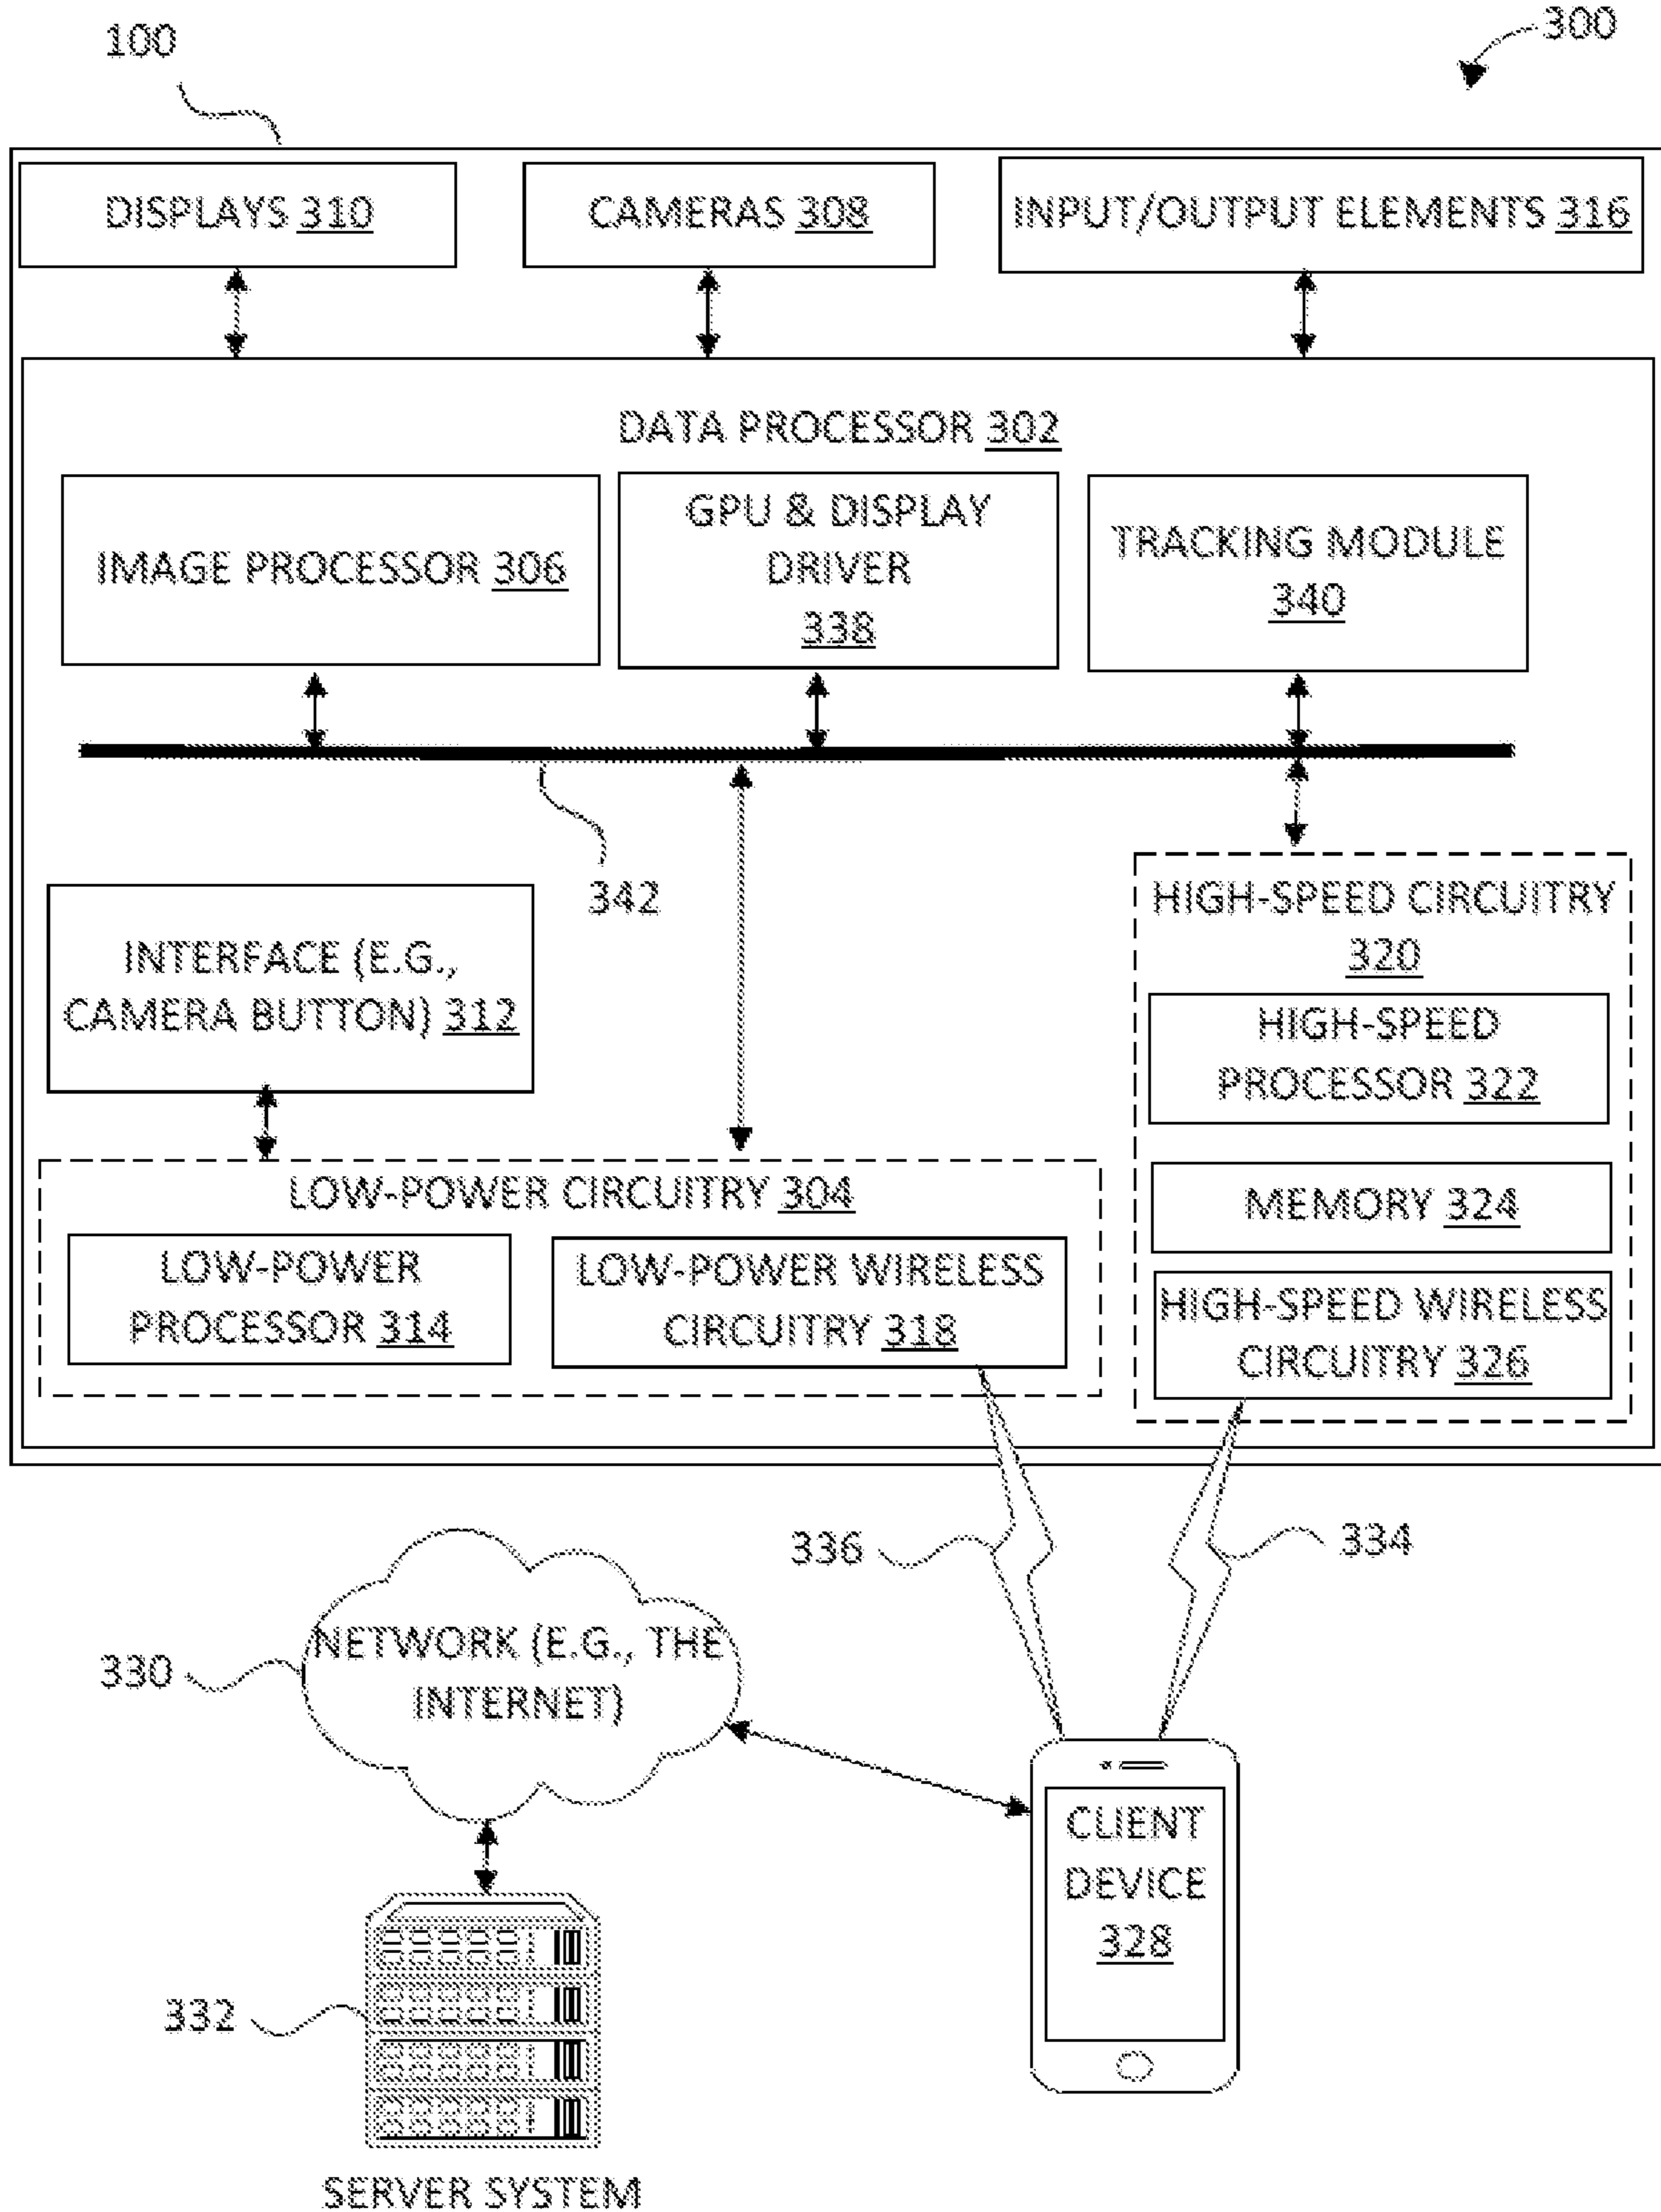 100
300
DISPLAYS 310
CAMERAS 308
INPUT/OUTPUT ELEMENTS 316
DATA PROCESSOR 302
IMAGE PROCESSOR 306
GPU & DISPLAY
DRIVER
338
TRACKING MODULE
340
342
INTERFACE (E.G.,
CAMERA BUTTON) 312
HIGH-SPEED CIRCUITRY
320
HIGH-SPEED
PROCESSOR 322
MEMORY 324
HIGH-SPEED WIRELESS
CIRCUITRY 326
LOW-POWER CIRCUITRY 304
LOW-POWER
PROCESSOR 314
LOW-POWER WIRELESS
CIRCUITRY 318
336
334
330
NETWORK (E.G., THE
INTERNET)
CLIENT
DEVICE
328
332
SERVER SYSTEM